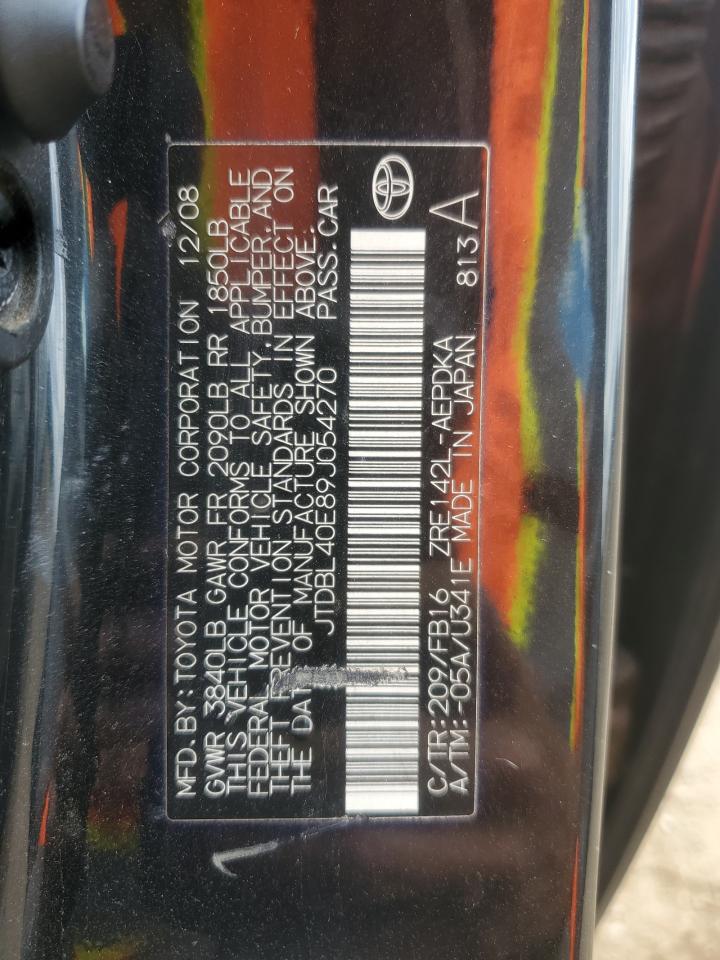 MFD.BY:TOYOTA MOTOR CORPORATION 12/08
GVWR 3840LB GAWR FR 2090LB RR 1850LB
THIS VEHICLE CONFORMS TO ALL APPLICABLE
FEDERAL MOTOR VEHICLE SAFETY, BUMPER, AND
THEFT PREVENTION STANDARDS IN EFFECT ON
THE DATE OF MANUFACTURE SHOWN ABOVE.
JTDBL40E89J054270 PASS.CAR
C/TR:209/FB16 ZRE142L-AEPDKA
A/TM:-05A/U341E MADE IN JAPAN 813 A